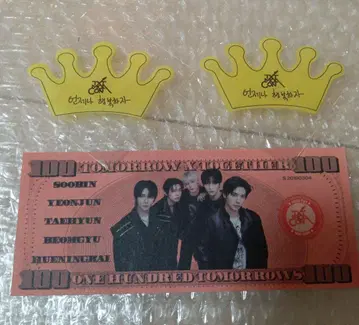 언제나 행복하자
언제나 행복하자
100 TOMORROW X TOGETHER 100
SOOBIN
YEONJUN
TAEHYUN
BEOMGYU
HUENINGKAI
100 ONE HUNDRED TOMORROWS 100